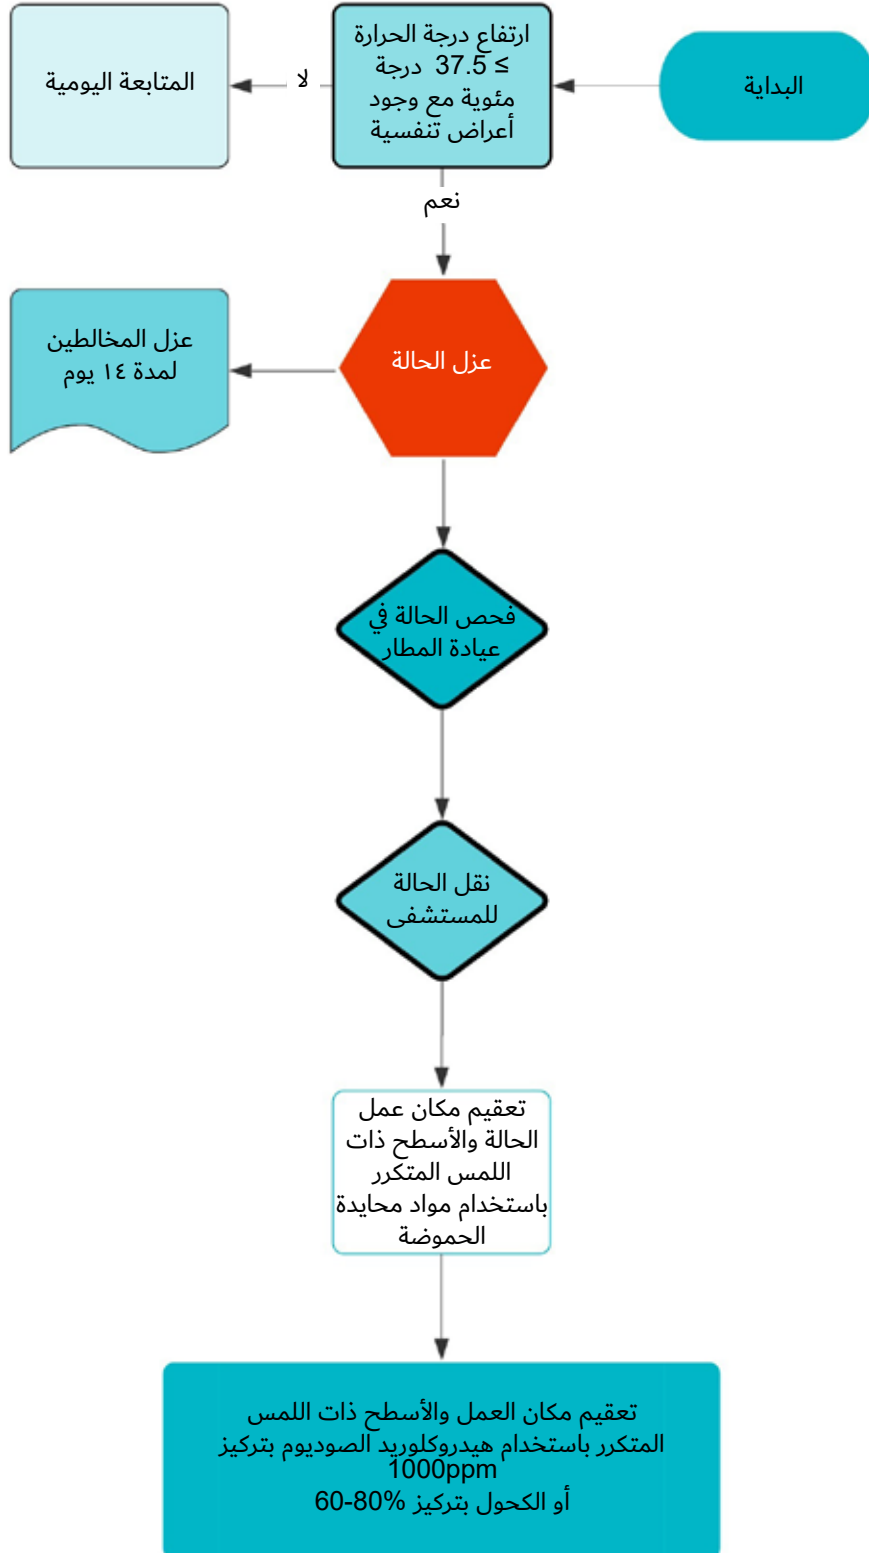 البداية
ارتفاع درجة الحرارة
≥ 37.5 درجة
مئوية مع وجود
أعراض تنفسية
لا
المتابعة اليومية
نعم
عزل الحالة
عزل المخالطين
لمدة ١٤ يوم
فحص الحالة في
عيادة المطار
نقل الحالة
للمستشفى
تعقيم مكان عمل
الحالة والأسطح ذات
اللمس المتكرر
باستخدام مواد محايدة
الحموضة
تعقيم مكان العمل والأسطح ذات اللمس
المتكرر باستخدام هيدروكلوريد الصوديوم بتركيز
1000ppm
أو الكحول بتركيز %60-80